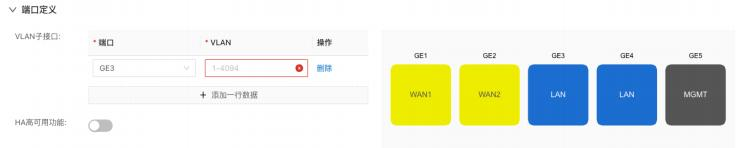 端口定义
VLAN子接口:
* 端口
* VLAN
操作
GE3
1-4094
删除
+ 添加一行数据
HA高可用功能:
GE1
GE2
GE3
GE4
GE5
WAN1
WAN2
LAN
LAN
MGMT